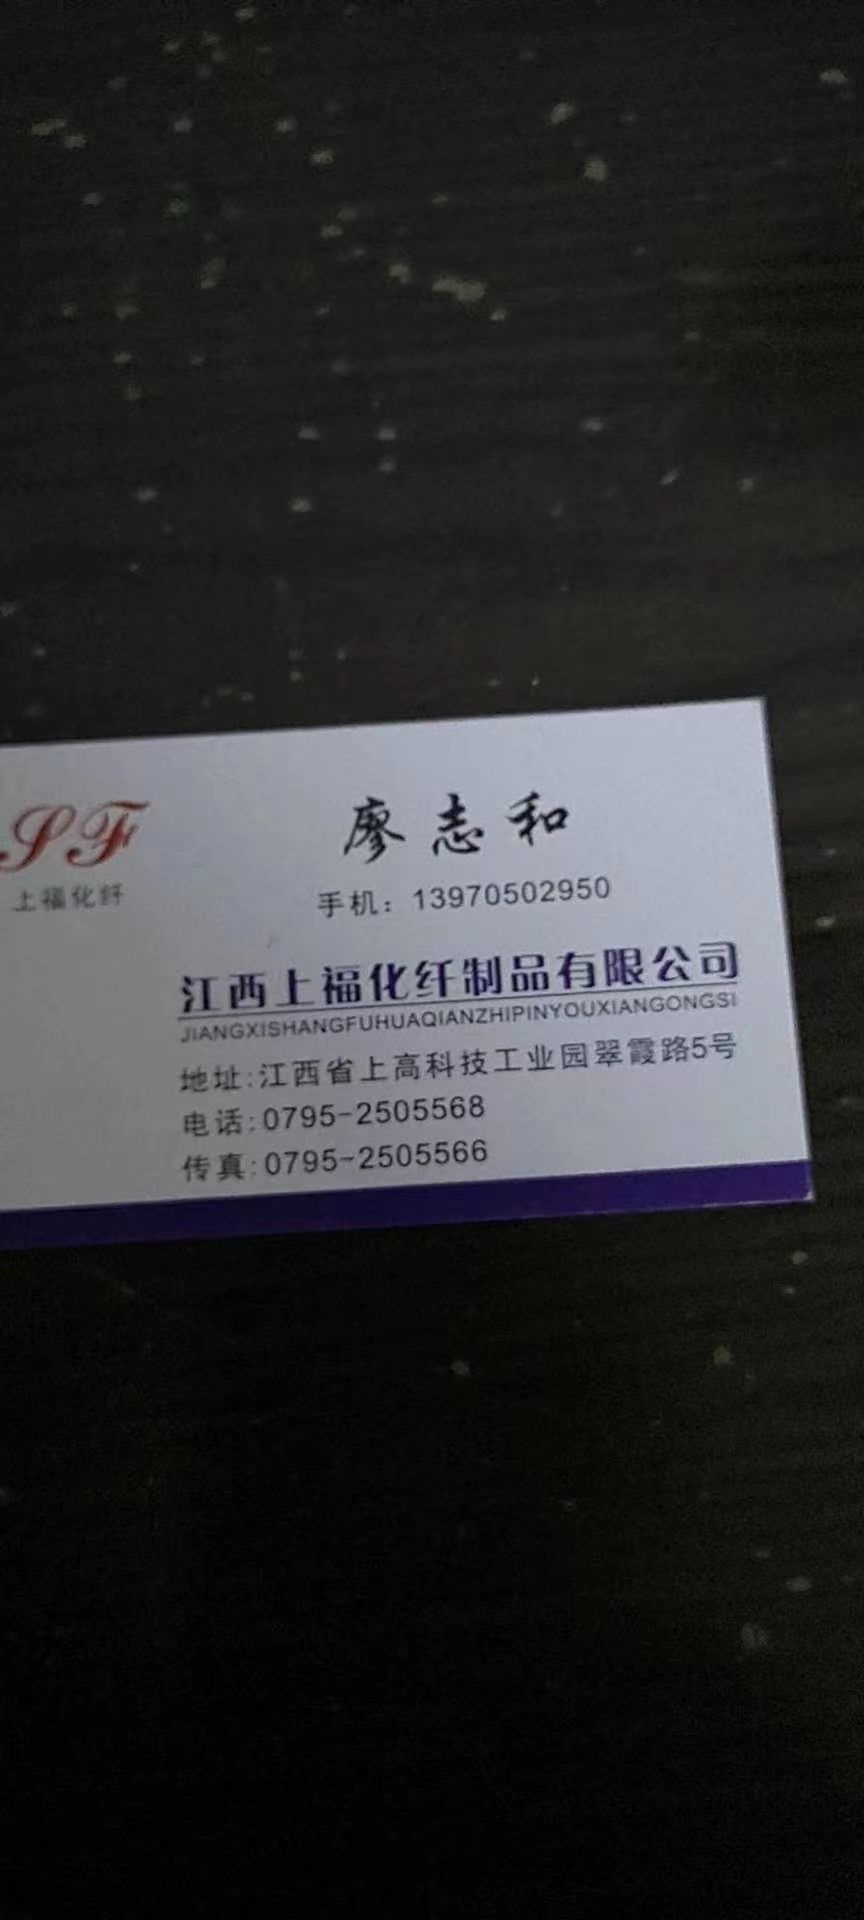 SF
上福化纤
廖志和
手机：13970502950
江西上福化纤制品有限公司
JIANGXISHANGFUHUAQIANZHIPINYOUXIANGONGSI
地址:江西省上高科技工业园翠霞路5号
电话:0795-2505568
传真:0795-2505566